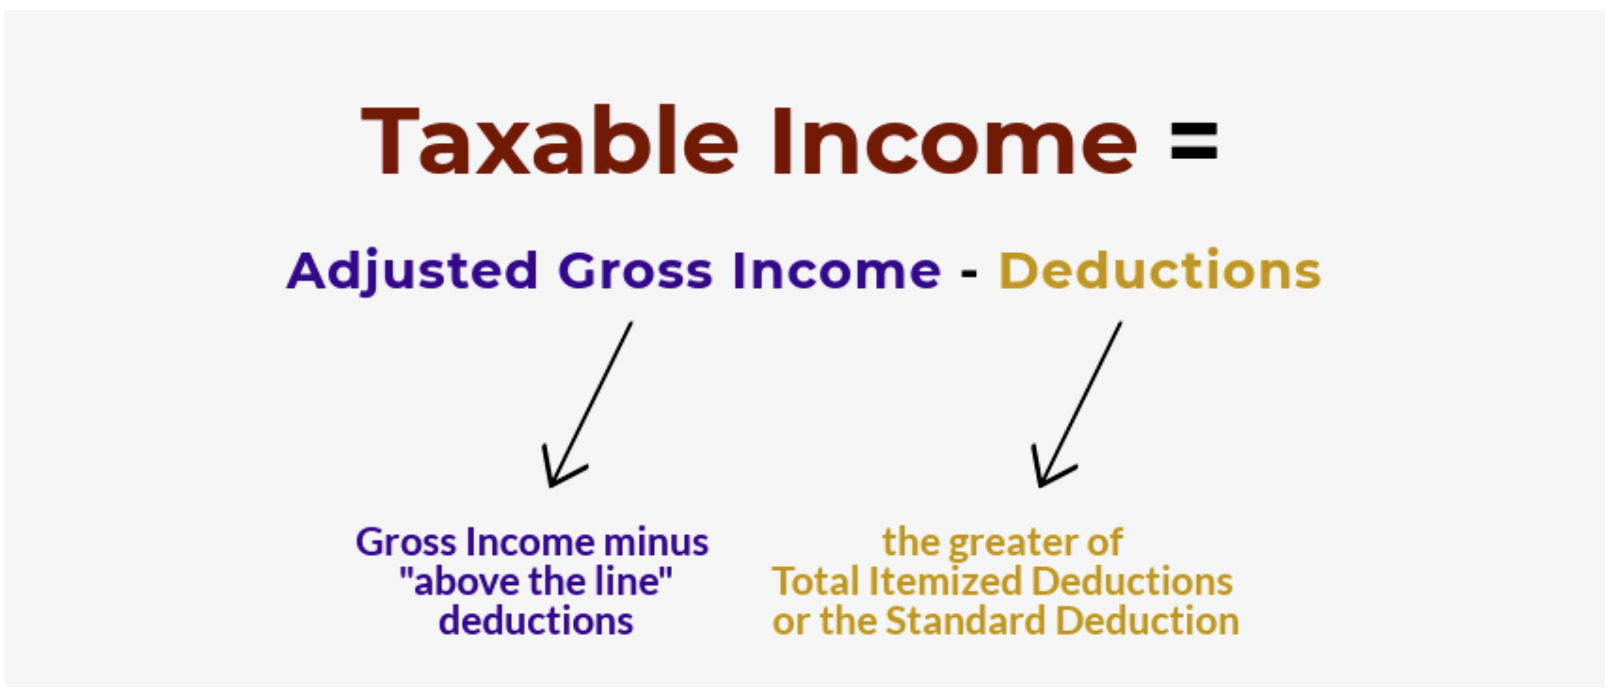 Taxable Income =
Adjusted Gross Income - Deductions
Gross Income minus
"above the line"
deductions
the greater of
Total Itemized Deductions
or the Standard Deduction